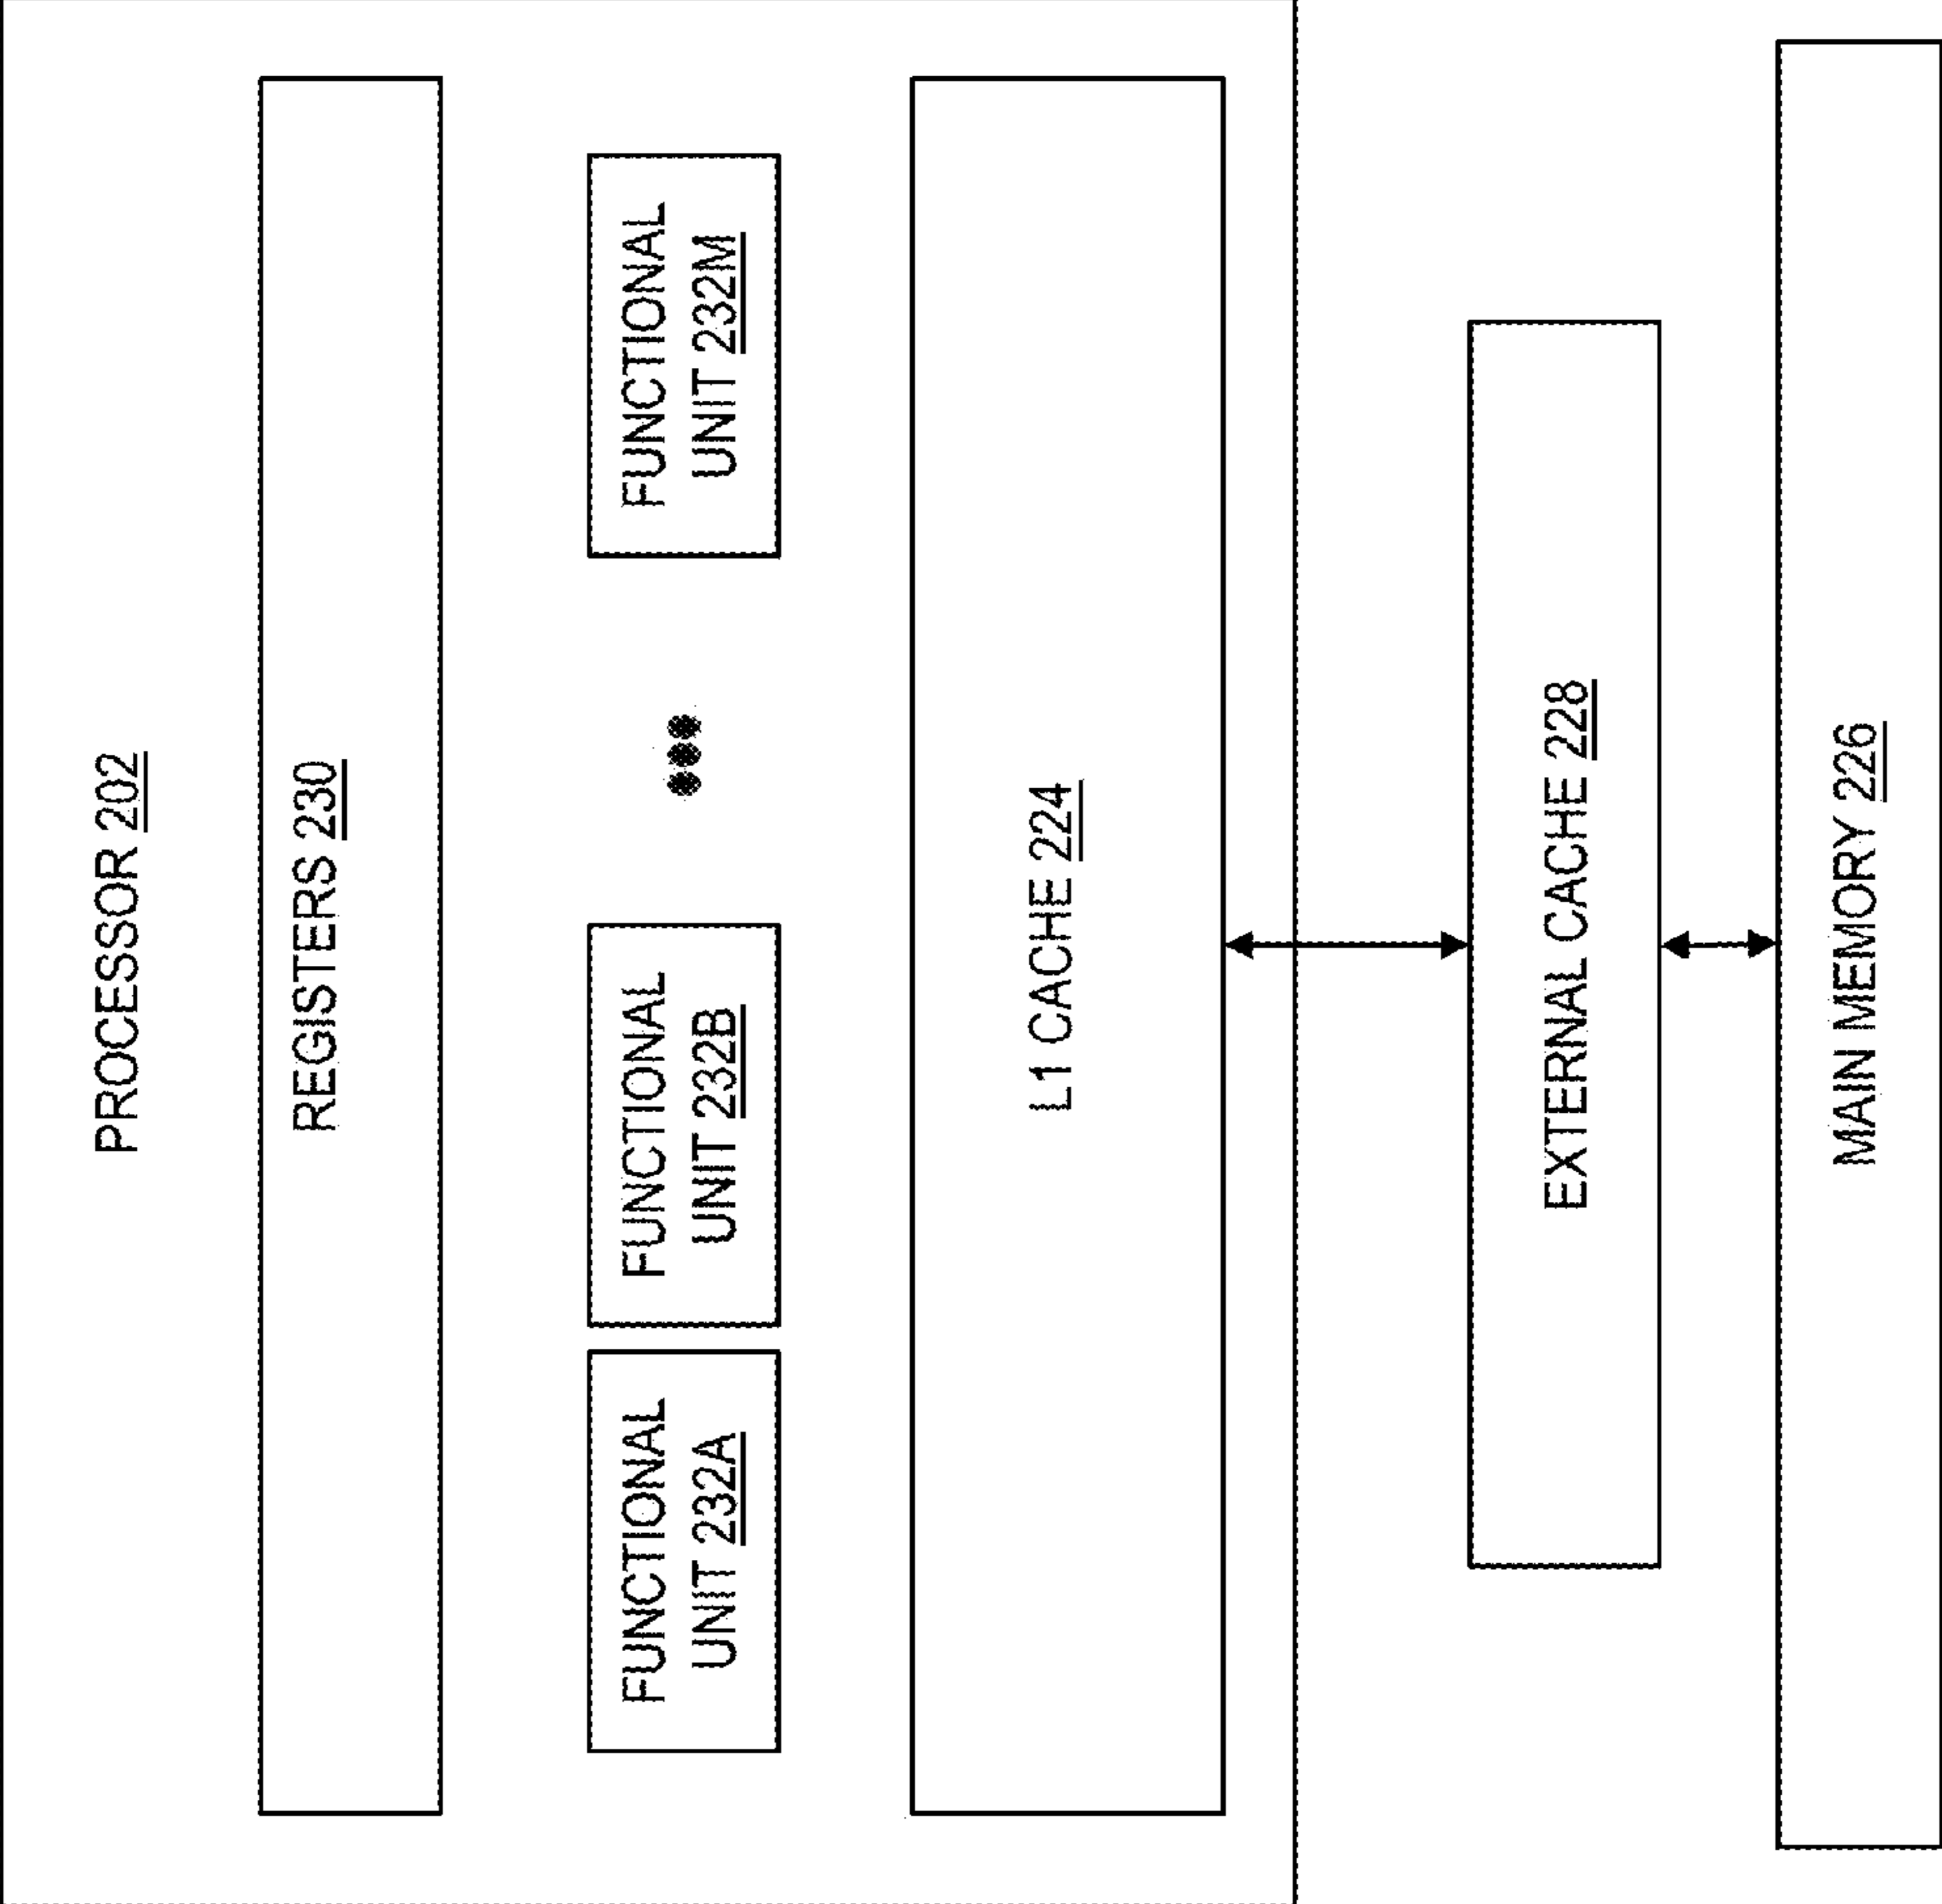 PROCESSOR 202
REGISTERS 230
FUNCTIONAL
UNIT 232A
FUNCTIONAL
UNIT 232B
FUNCTIONAL
UNIT 232M
L1 CACHE 224
EXTERNAL CACHE 228
MAIN MEMORY 226